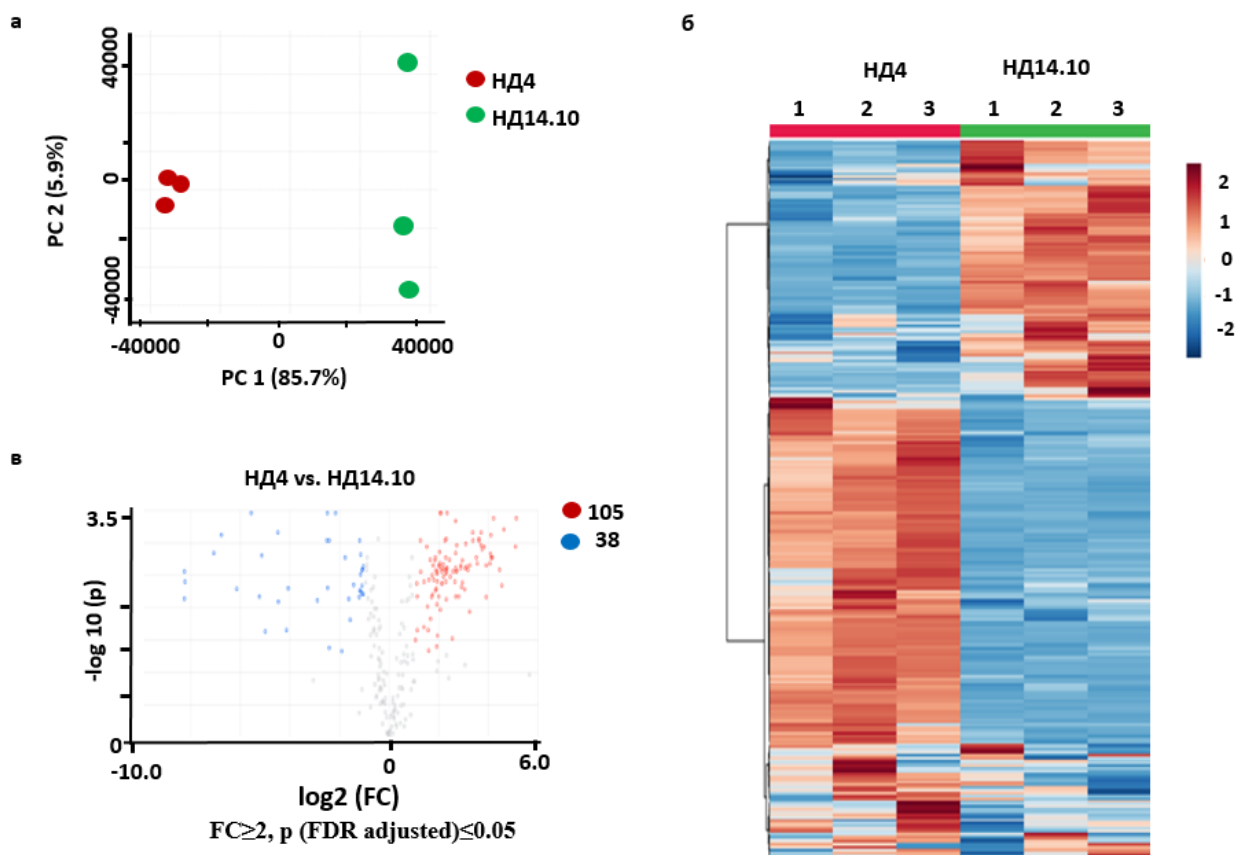 а
40000
0
-40000
PC 2 (5.9%)
-40000
0
40000
PC 1 (85.7%)
НД4
НД14.10
б
НД4
НД14.10
1
2
3
1
2
3
2
1
0
-1
-2
в
НД4 vs. НД14.10
105
38
3.5
0
-log 10 (p)
-10.0
0
6.0
log2 (FC)
FC≥2, p (FDR adjusted)≤0.05